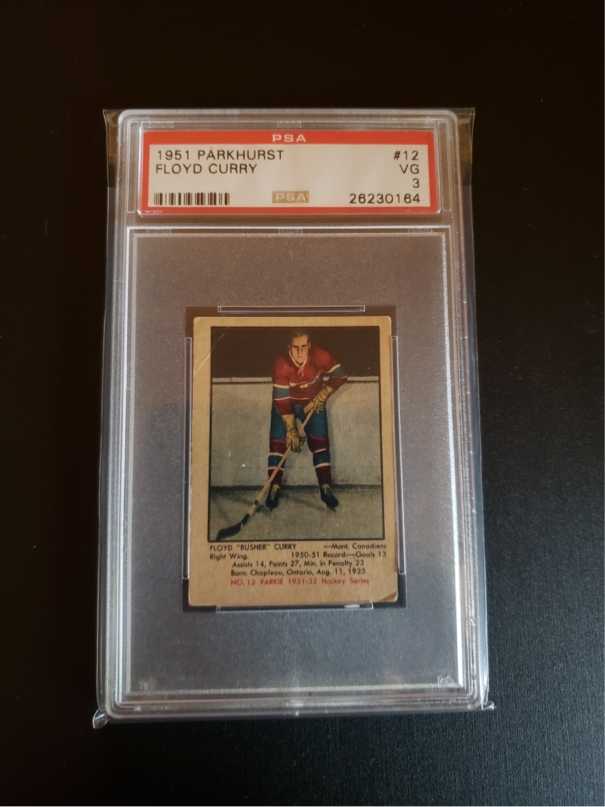 PSA
1951 PARKHURST #12
FLOYD CURRY VG
3
PSA 26230164
FLOYD "BUSHER" CURRY —Mont. Canadiens
Right Wing. 1950-51 Record—Goals 13
Assists 14, Points 27, Min. in Penalty 23
Born: Chapleau, Ontario, Aug. 11, 1925
NO. 12 PARKIE 1951-52 Hockey Series